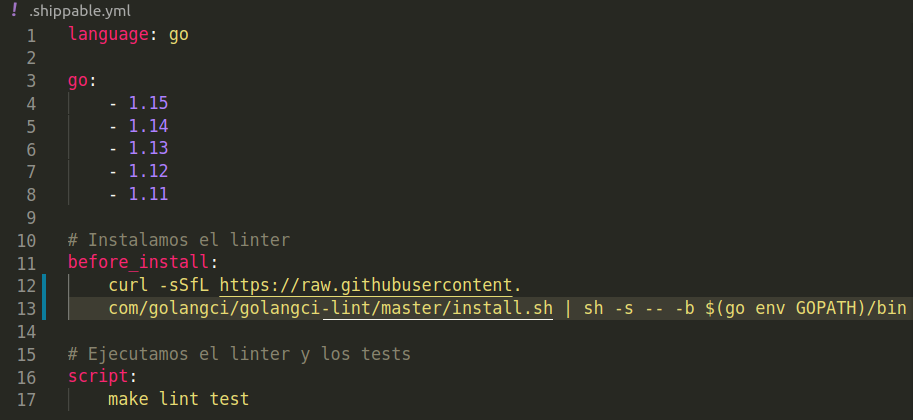 ! .shippable.yml
1 language: go
2
3 go:
4 - 1.15
5 - 1.14
6 - 1.13
7 - 1.12
8 - 1.11
9
10 # Instalamos el linter
11 before_install:
12 curl -sSfL https://raw.githubusercontent.
13 com/golangci/golangci-lint/master/install.sh | sh -s -- -b $(go env GOPATH)/bin
14
15 # Ejecutamos el linter y los tests
16 script:
17 make lint test